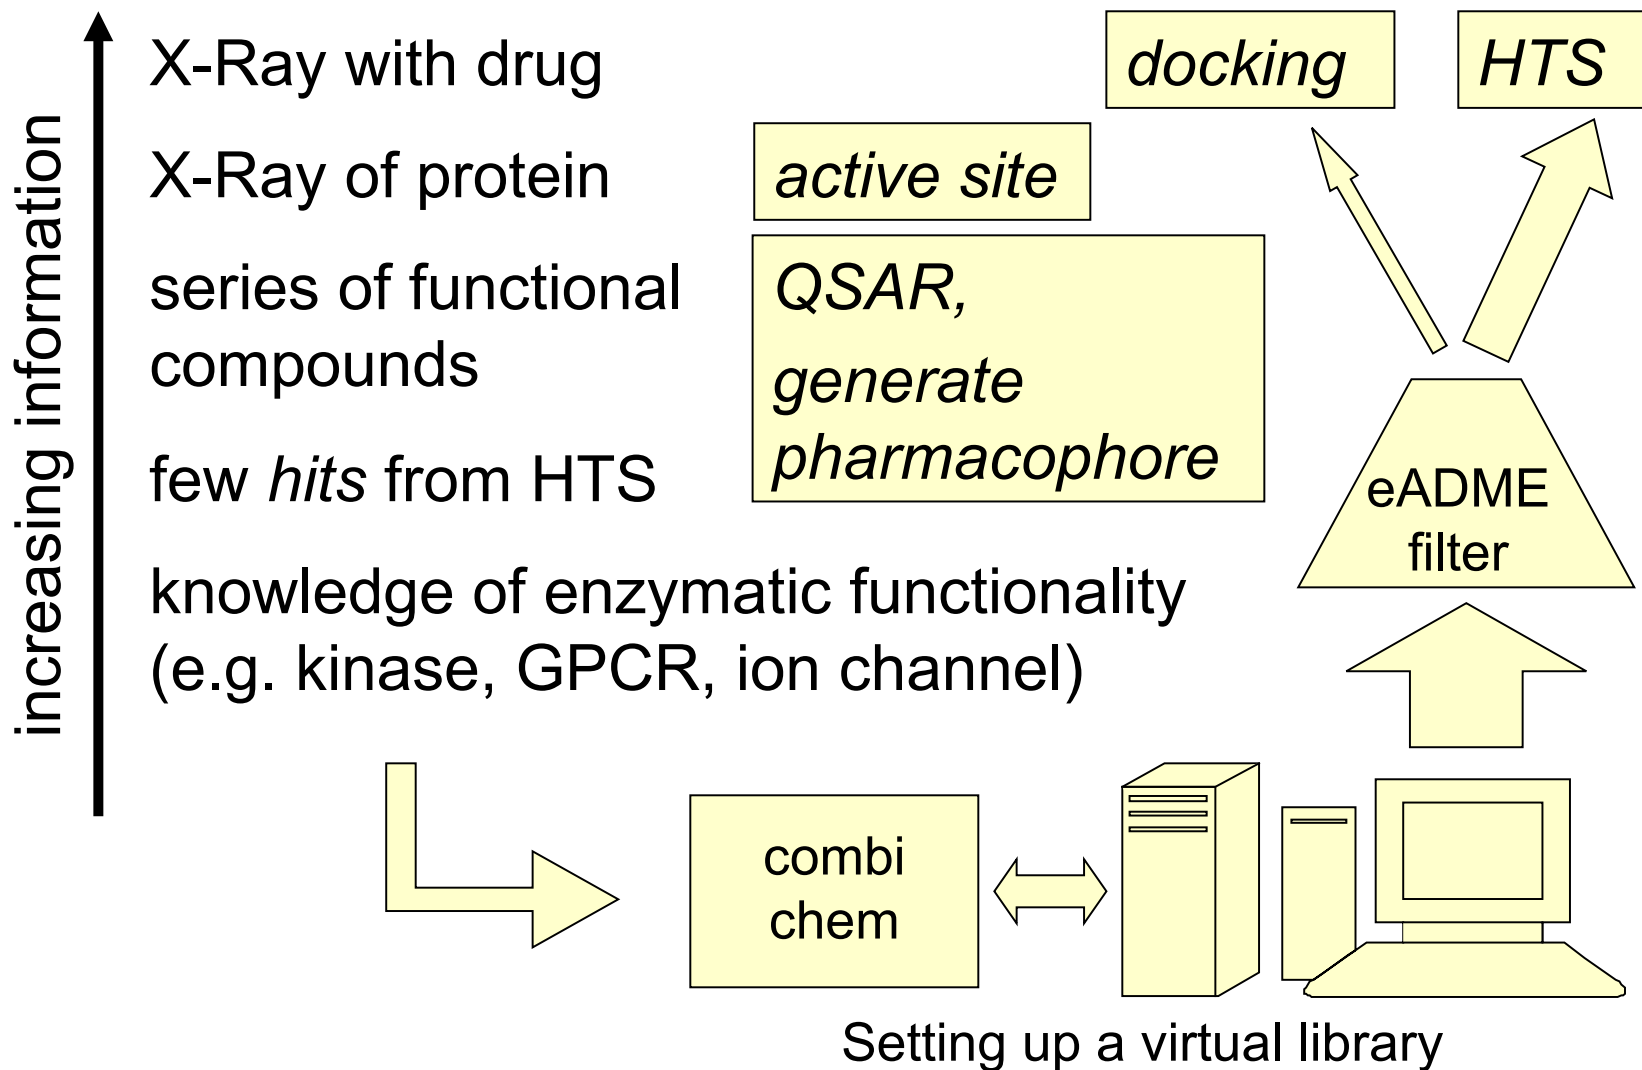 increasing information
X-Ray with drug
docking
HTS
X-Ray of protein
active site
series of functional
compounds
QSAR,
generate
pharmacophore
few hits from HTS
eADME
filter
knowledge of enzymatic functionality
(e.g. kinase, GPCR, ion channel)
combi
chem
Setting up a virtual library